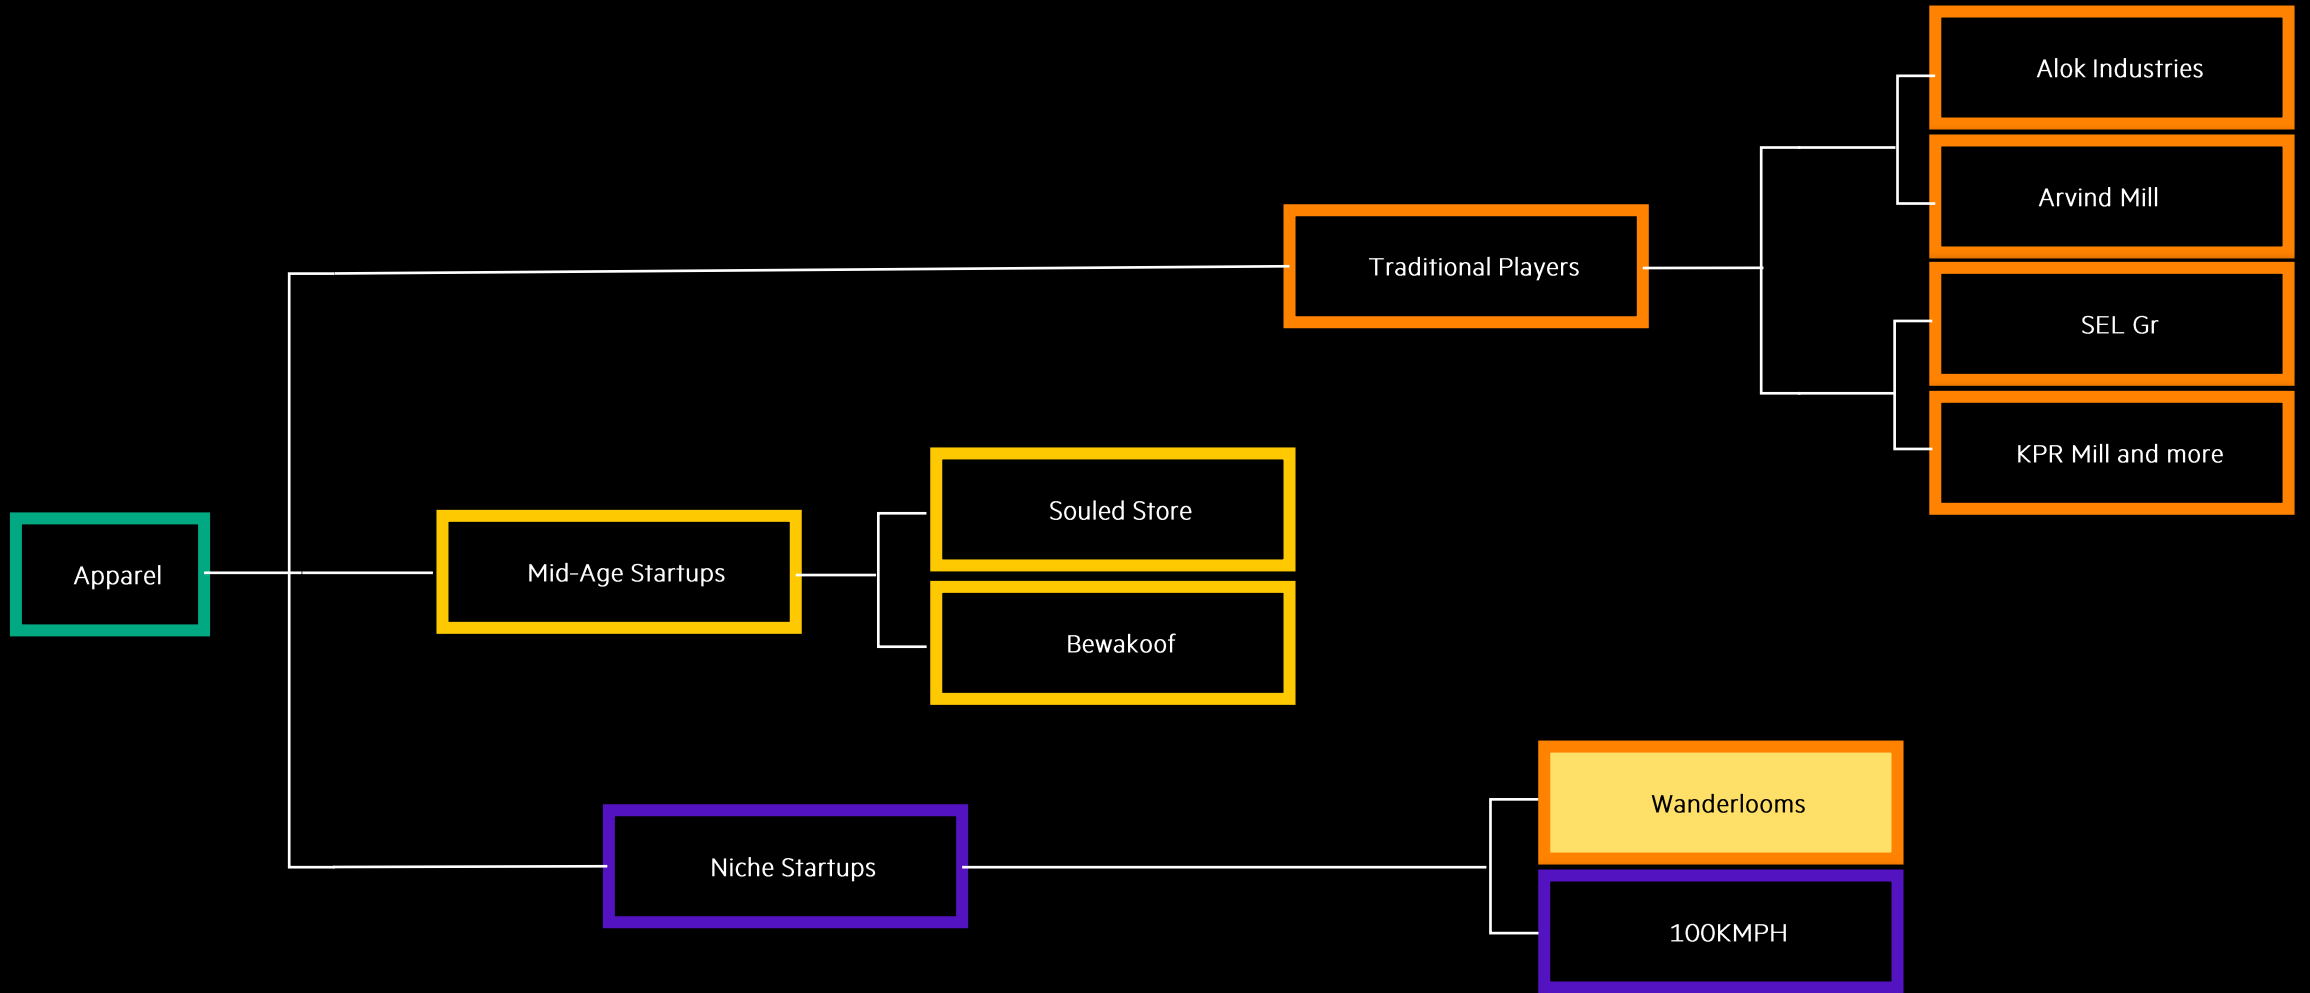 Alok Industries
Arvind Mill
Traditional Players
SEL Gr
KPR Mill and more
Souled Store
Apparel
Mid-Age Startups
Bewakoof
Wanderlooms
Niche Startups
100KMPH